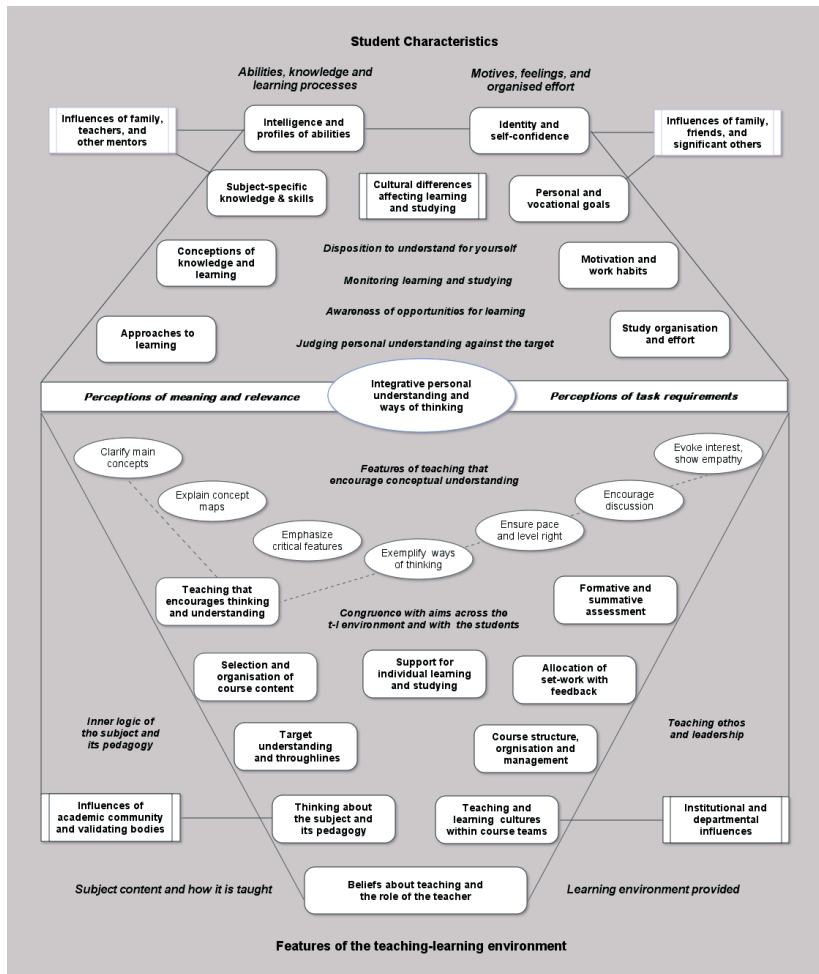 Student Characteristics
Abilities, knowledge and
learning processes
Motives, feelings, and
organised effort
Influences of family,
teachers, and
other mentors
Intelligence and
profiles of abilities
Identity and
self-confidence
Influences of family,
friends, and
significant others
Subject-specific
knowledge & skills
Cultural differences
affecting learning
and studying
Personal and
vocational goals
Conceptions of
knowledge and
learning
Disposition to understand for yourself
Monitoring learning and studying
Motivation and
work habits
Awareness of opportunities for learning
Approaches to
learning
Judging personal understanding against the target
Study organisation
and effort
Perceptions of meaning and relevance
Integrative personal
understanding and
ways of thinking
Perceptions of task requirements
Clarify main
concepts
Features of teaching that
encourage conceptual understanding
Evoke interest,
show empathy
Explain concept
maps
Encourage
discussion
Emphasize
critical features
Exemplify ways
of thinking
Ensure pace
and level right
Teaching that
encourages thinking
and understanding
Congruence with aims across the
t-l environment and with the students
Formative and
summative
assessment
Selection and
organisation of
course content
Support for
individual learning
and studying
Allocation of
set-work with
feedback
Inner logic of
the subject and
its pedagogy
Target
understanding
and throughlines
Course structure,
orgnisation and
management
Teaching ethos
and leadership
Influences of
academic community
and validating bodies
Thinking about
the subject and
its pedagogy
Teaching and
learning cultures
within course teams
Institutional and
departmental
influences
Subject content and how it is taught
Beliefs about teaching and
the role of the teacher
Learning environment provided
Features of the teaching-learning environment